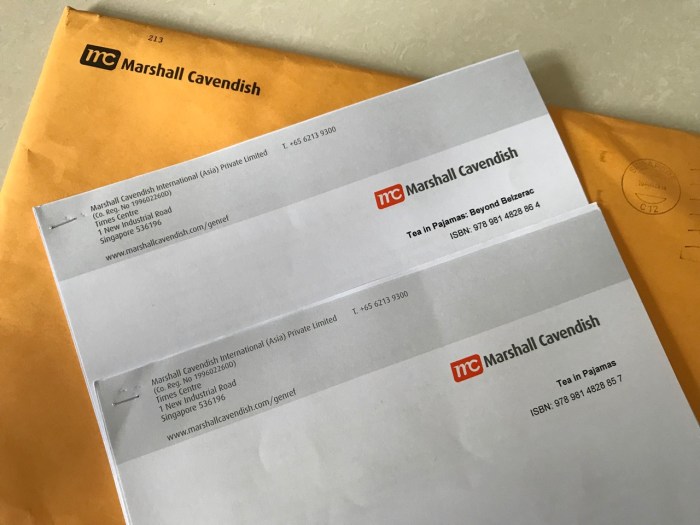 213
mc Marshall Cavendish
Marshall Cavendish International (Asia) Private Limited T. +65 6213 9300
(Co. Reg. No 199602260D)
Times Centre
1 New Industrial Road
Singapore 536196
www.marshallcavendish.com/genref
mc Marshall Cavendish
Tea in Pajamas: Beyond Belzerac
ISBN: 978 981 4828 86 4
Marshall Cavendish International (Asia) Private Limited T. +65 6213 9300
(Co. Reg. No 199602260D)
Times Centre
1 New Industrial Road
Singapore 536196
www.marshallcavendish.com/genref
mc Marshall Cavendish
Tea in Pajamas
ISBN: 978 981 4828 85 7